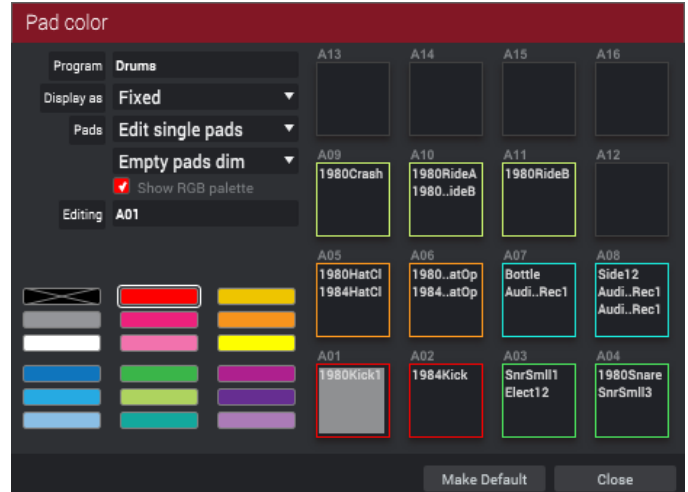 Pad color
Program Drums
Display as Fixed
Pads Edit single pads
Empty pads dim
Show RGB palette
Editing A01
A13 A14 A15 A16
A09 A10 A11 A12
1980Crash 1980RideA 1980RideB
1980..ideB
A05 A06 A07 A08
1980HatCl 1980..atOp Bottle Side12
1984HatCl 1984..atOp Audi..Rec1 Audi..Rec1
Audi..Rec1
A01 A02 A03 A04
1980Kick1 1984Kick SnrSmll1 1980Snare
Elect12 SnrSmll3
Make Default Close